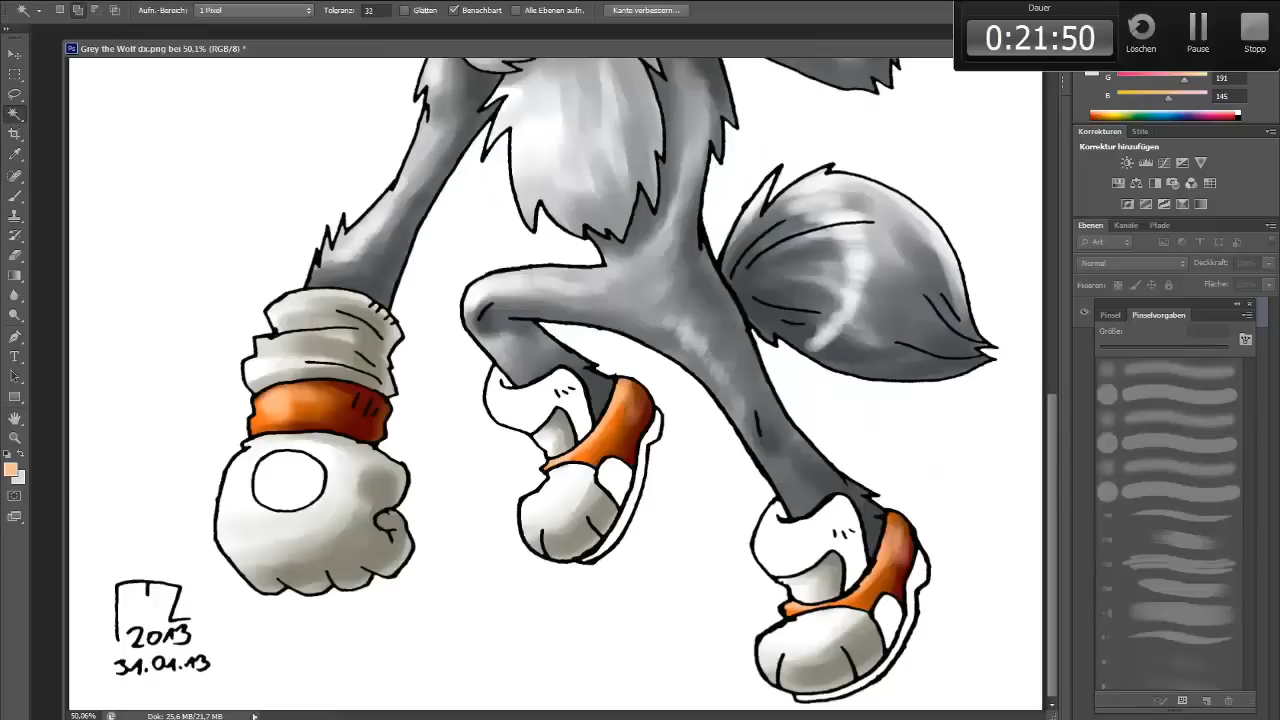 Aufn.-Bereich: 1 Pixel Toleranz: 32 Glätten Benachbart Alle Ebenen aufn. Kante verbessern...
Dauer
0:21:50
Löschen Pause Stopp
Grey the Wolf dx.png bei 50,1% (RGB/8) *
G 191
B 145
Korrekturen Stile
Korrektur hinzufügen
Ebenen Kanäle Pfade
Art
Normal Deckkraft:
Fixieren: Fläche:
Pinsel Pinselvorgaben
Größe:
2013
31.01.13
50,06% Dok: 25,6 MB/21,7 MB